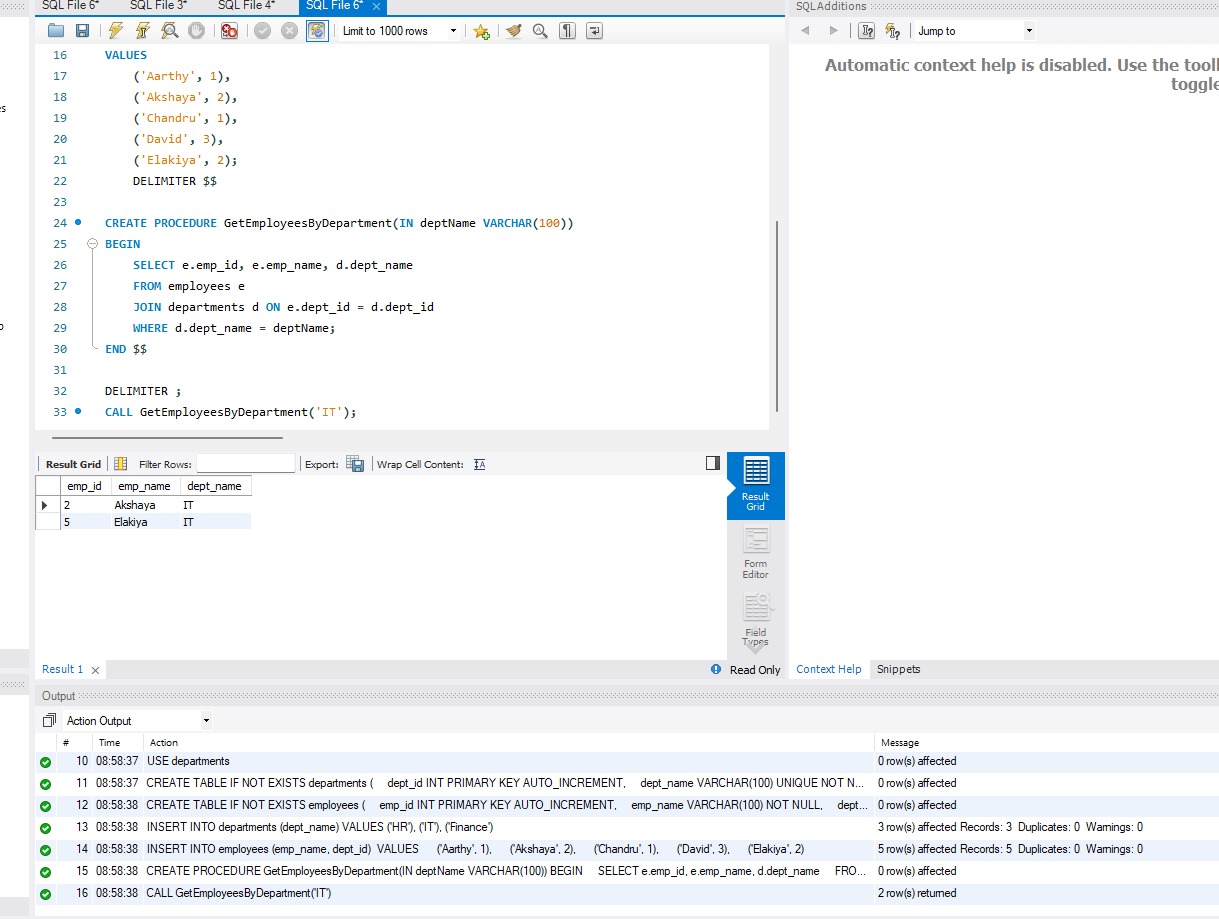 SQL File 6* SQL File 3* SQL File 4* SQL File 6* ×
SQLAdditions
Limit to 1000 rows
Jump to
Automatic context help is disabled. Use the tool
toggle
16 VALUES
17 ('Aarthy', 1),
18 ('Akshaya', 2),
19 ('Chandru', 1),
20 ('David', 3),
21 ('Elakiya', 2);
22 DELIMITER $$
23
24 CREATE PROCEDURE GetEmployeesByDepartment(IN deptName VARCHAR(100))
25 BEGIN
26 SELECT e.emp_id, e.emp_name, d.dept_name
27 FROM employees e
28 JOIN departments d ON e.dept_id = d.dept_id
29 WHERE d.dept_name = deptName;
30 END $$
31
32 DELIMITER ;
33 CALL GetEmployeesByDepartment('IT');
Result Grid Filter Rows: Export: Wrap Cell Content:
emp_id emp_name dept_name
2 Akshaya IT
5 Elakiya IT
Result
Grid
Form
Editor
Field
Types
Result 1 ×
Read Only
Context Help Snippets
Output
Action Output
# Time Action Message
10 08:58:37 USE departments 0 row(s) affected
11 08:58:37 CREATE TABLE IF NOT EXISTS departments ( dept_id INT PRIMARY KEY AUTO_INCREMENT, dept_name VARCHAR(100) UNIQUE NOT N... 0 row(s) affected
12 08:58:38 CREATE TABLE IF NOT EXISTS employees ( emp_id INT PRIMARY KEY AUTO_INCREMENT, emp_name VARCHAR(100) NOT NULL, dept... 0 row(s) affected
13 08:58:38 INSERT INTO departments (dept_name) VALUES ('HR'), ('IT'), ('Finance') 3 row(s) affected Records: 3 Duplicates: 0 Warnings: 0
14 08:58:38 INSERT INTO employees (emp_name, dept_id) VALUES ('Aarthy', 1), ('Akshaya', 2), ('Chandru', 1), ('David', 3), ('Elakiya', 2) 5 row(s) affected Records: 5 Duplicates: 0 Warnings: 0
15 08:58:38 CREATE PROCEDURE GetEmployeesByDepartment(IN deptName VARCHAR(100)) BEGIN SELECT e.emp_id, e.emp_name, d.dept_name FRO... 0 row(s) affected
16 08:58:38 CALL GetEmployeesByDepartment('IT') 2 row(s) returned